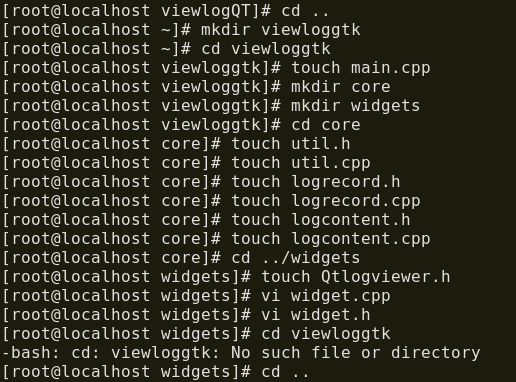 [root@localhost viewlogQT]# cd ..
[root@localhost ~]# mkdir viewloggtk
[root@localhost ~]# cd viewloggtk
[root@localhost viewloggtk]# touch main.cpp
[root@localhost viewloggtk]# mkdir core
[root@localhost viewloggtk]# mkdir widgets
[root@localhost viewloggtk]# cd core
[root@localhost core]# touch util.h
[root@localhost core]# touch util.cpp
[root@localhost core]# touch logrecord.h
[root@localhost core]# touch logrecord.cpp
[root@localhost core]# touch logcontent.h
[root@localhost core]# touch logcontent.cpp
[root@localhost core]# cd ../widgets
[root@localhost widgets]# touch Qtlogviewer.h
[root@localhost widgets]# vi widget.cpp
[root@localhost widgets]# vi widget.h
[root@localhost widgets]# cd viewloggtk
-bash: cd: viewloggtk: No such file or directory
[root@localhost widgets]# cd ..